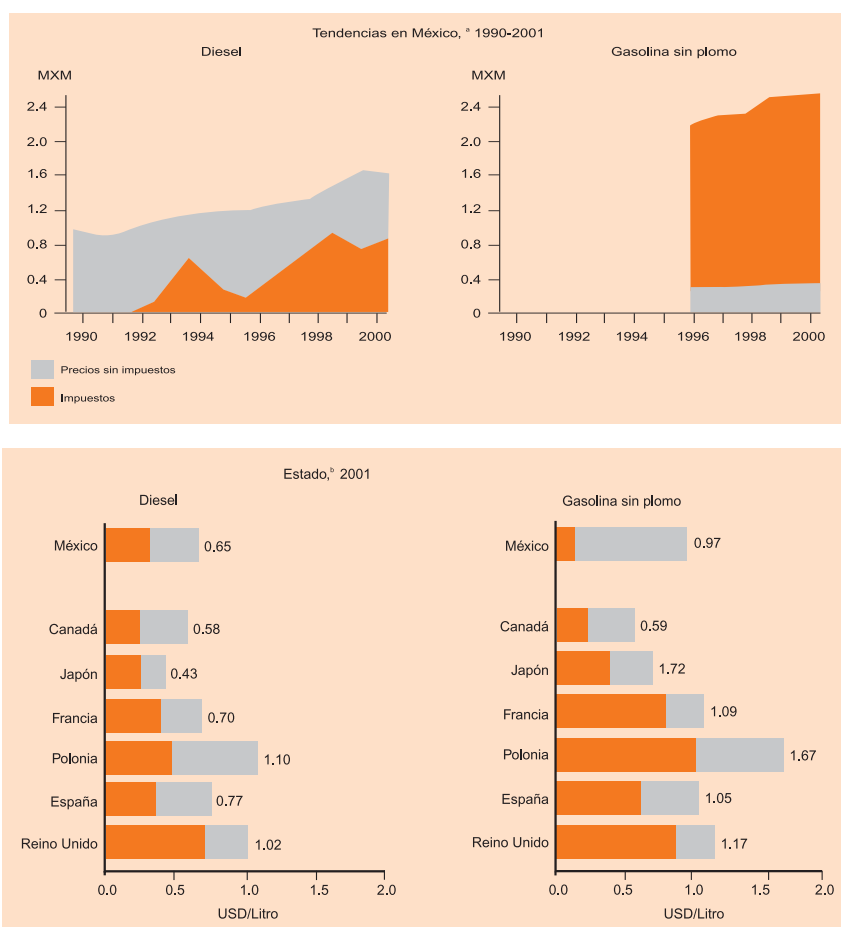 Tendencias en México, ª 1990-2001
Diesel
Gasolina sin plomo
MXM
2.4
2.0
1.6
1.2
0.8
0.4
0
1990 1992 1994 1996 1998 2000
MXM
2.4
2.0
1.6
1.2
0.8
0.4
0
1990 1992 1994 1996 1998 2000
Precios sin impuestos
Impuestos
Estado,ᵇ 2001
Diesel
México 0.65
Canadá 0.58
Japón 0.43
Francia 0.70
Polonia 1.10
España 0.77
Reino Unido 1.02
0.0 0.5 1.0 1.5 2.0
USD/Litro
Gasolina sin plomo
México 0.97
Canadá 0.59
Japón 1.72
Francia 1.09
Polonia 1.67
España 1.05
Reino Unido 1.17
0.0 0.5 1.0 1.5 2.0
USD/Litro